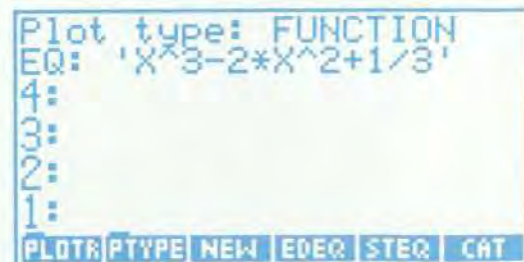 Plot type: FUNCTION
EQ: 'X^3-2*X^2+1/3'
4:
3:
2:
1:
PLOTR PTYPE NEW EDEQ STEQ CAT